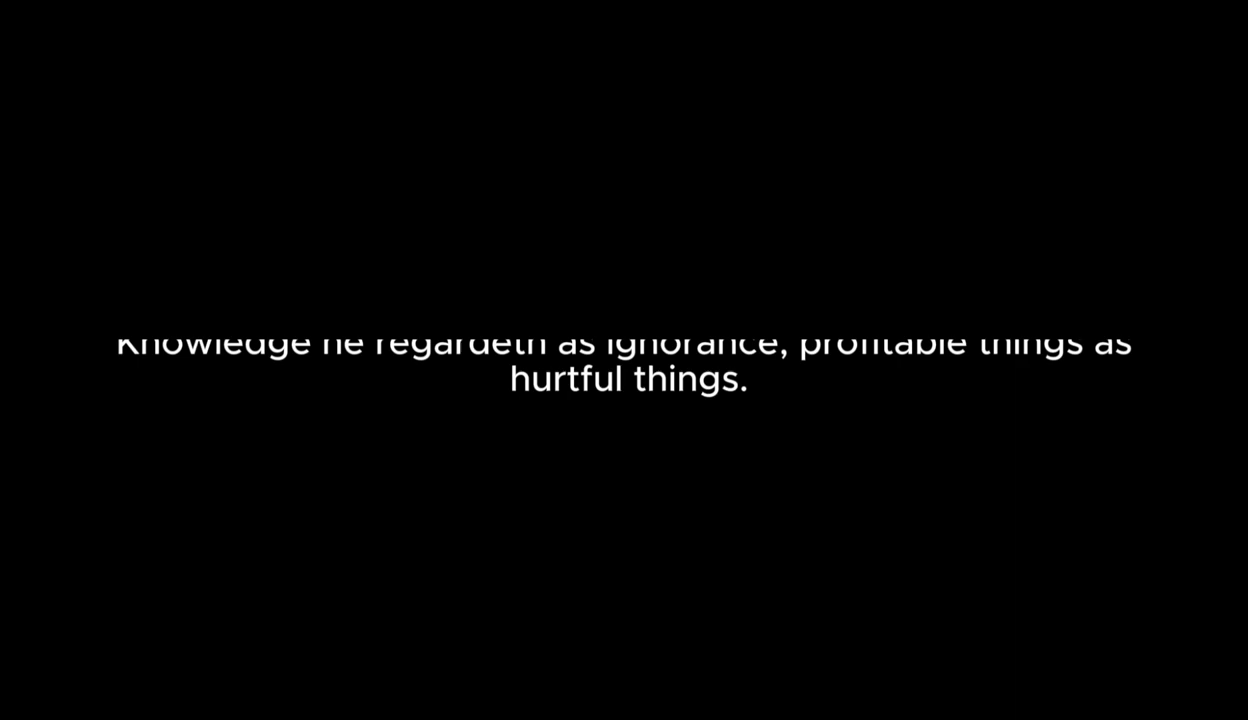 Knowledge he regardeth as ignorance, profitable things as
hurtful things.